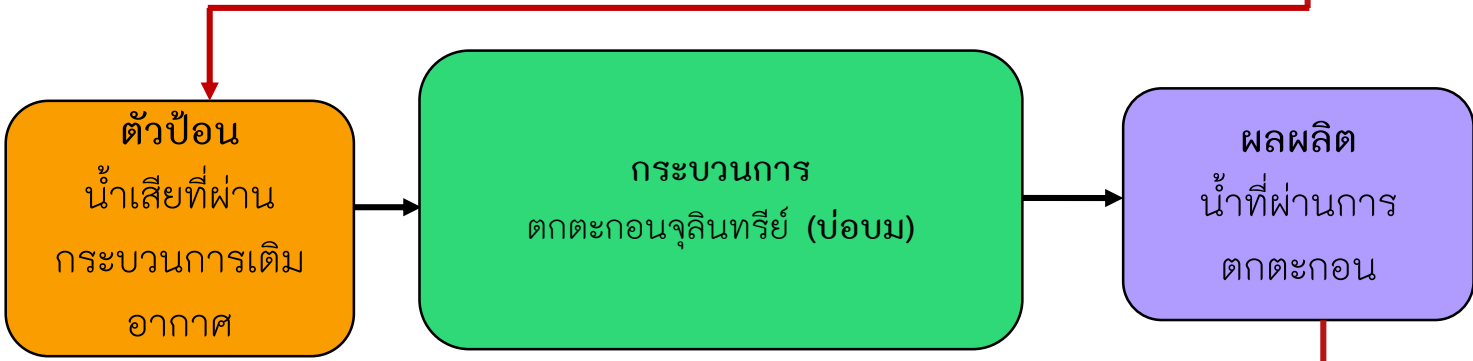 ตัวป้อน
น้ำเสียที่ผ่าน
กระบวนการเติม
อากาศ
กระบวนการ
ตกตะกอนจุลินทรีย์ (บ่อบม)
ผลผลิต
น้ำที่ผ่านการ
ตกตะกอน